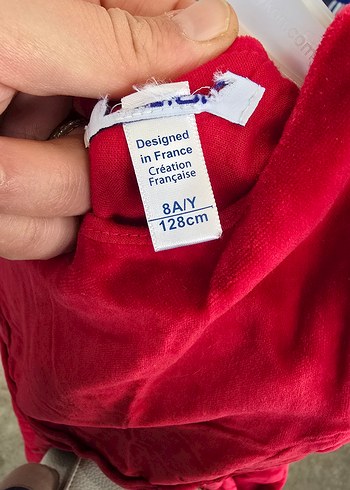 Designed
in France
Création
Française
8A/Y
128cm